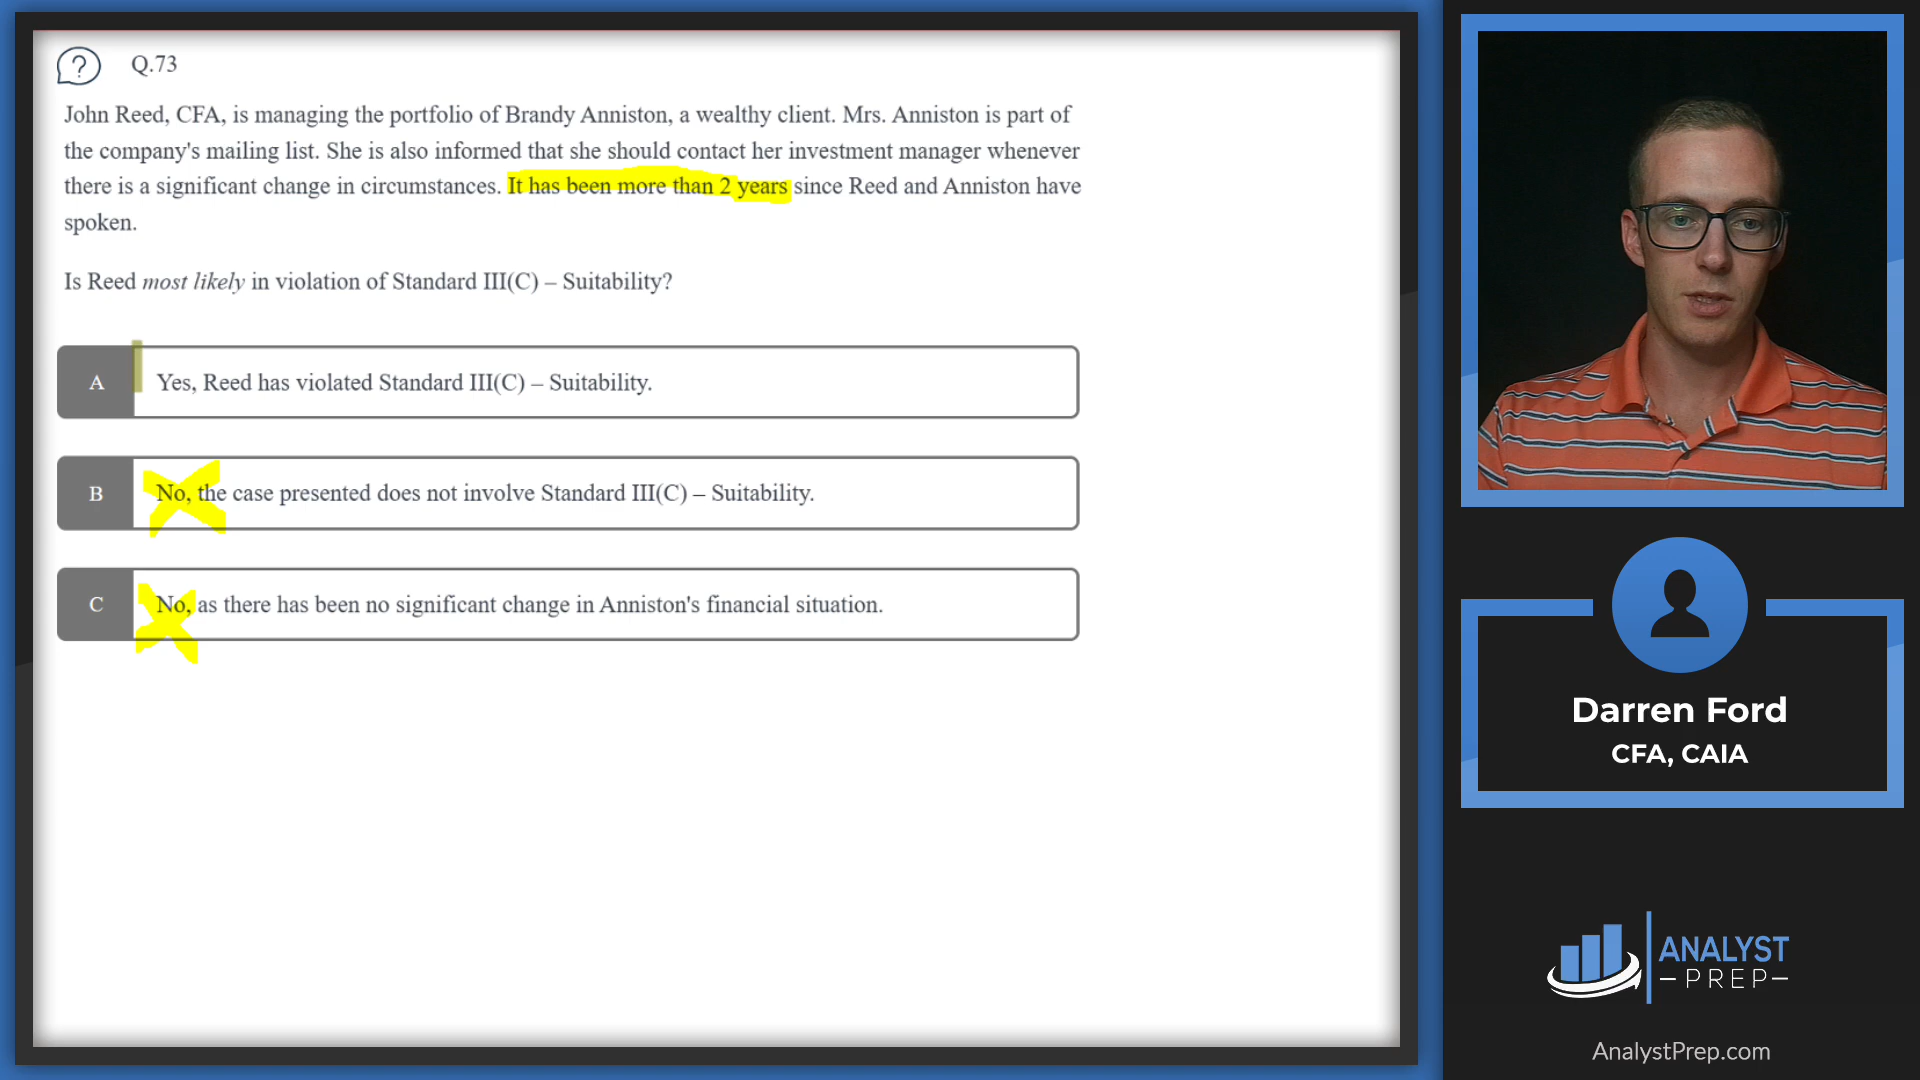 Q.73
John Reed, CFA, is managing the portfolio of Brandy Anniston, a wealthy client. Mrs. Anniston is part of
the company's mailing list. She is also informed that she should contact her investment manager whenever
there is a significant change in circumstances. It has been more than 2 years since Reed and Anniston have
spoken.
Is Reed most likely in violation of Standard III(C) – Suitability?
A Yes, Reed has violated Standard III(C) – Suitability.
B No, the case presented does not involve Standard III(C) – Suitability.
C No, as there has been no significant change in Anniston's financial situation.
Darren Ford
CFA, CAIA
ANALYST
PREP
AnalystPrep.com